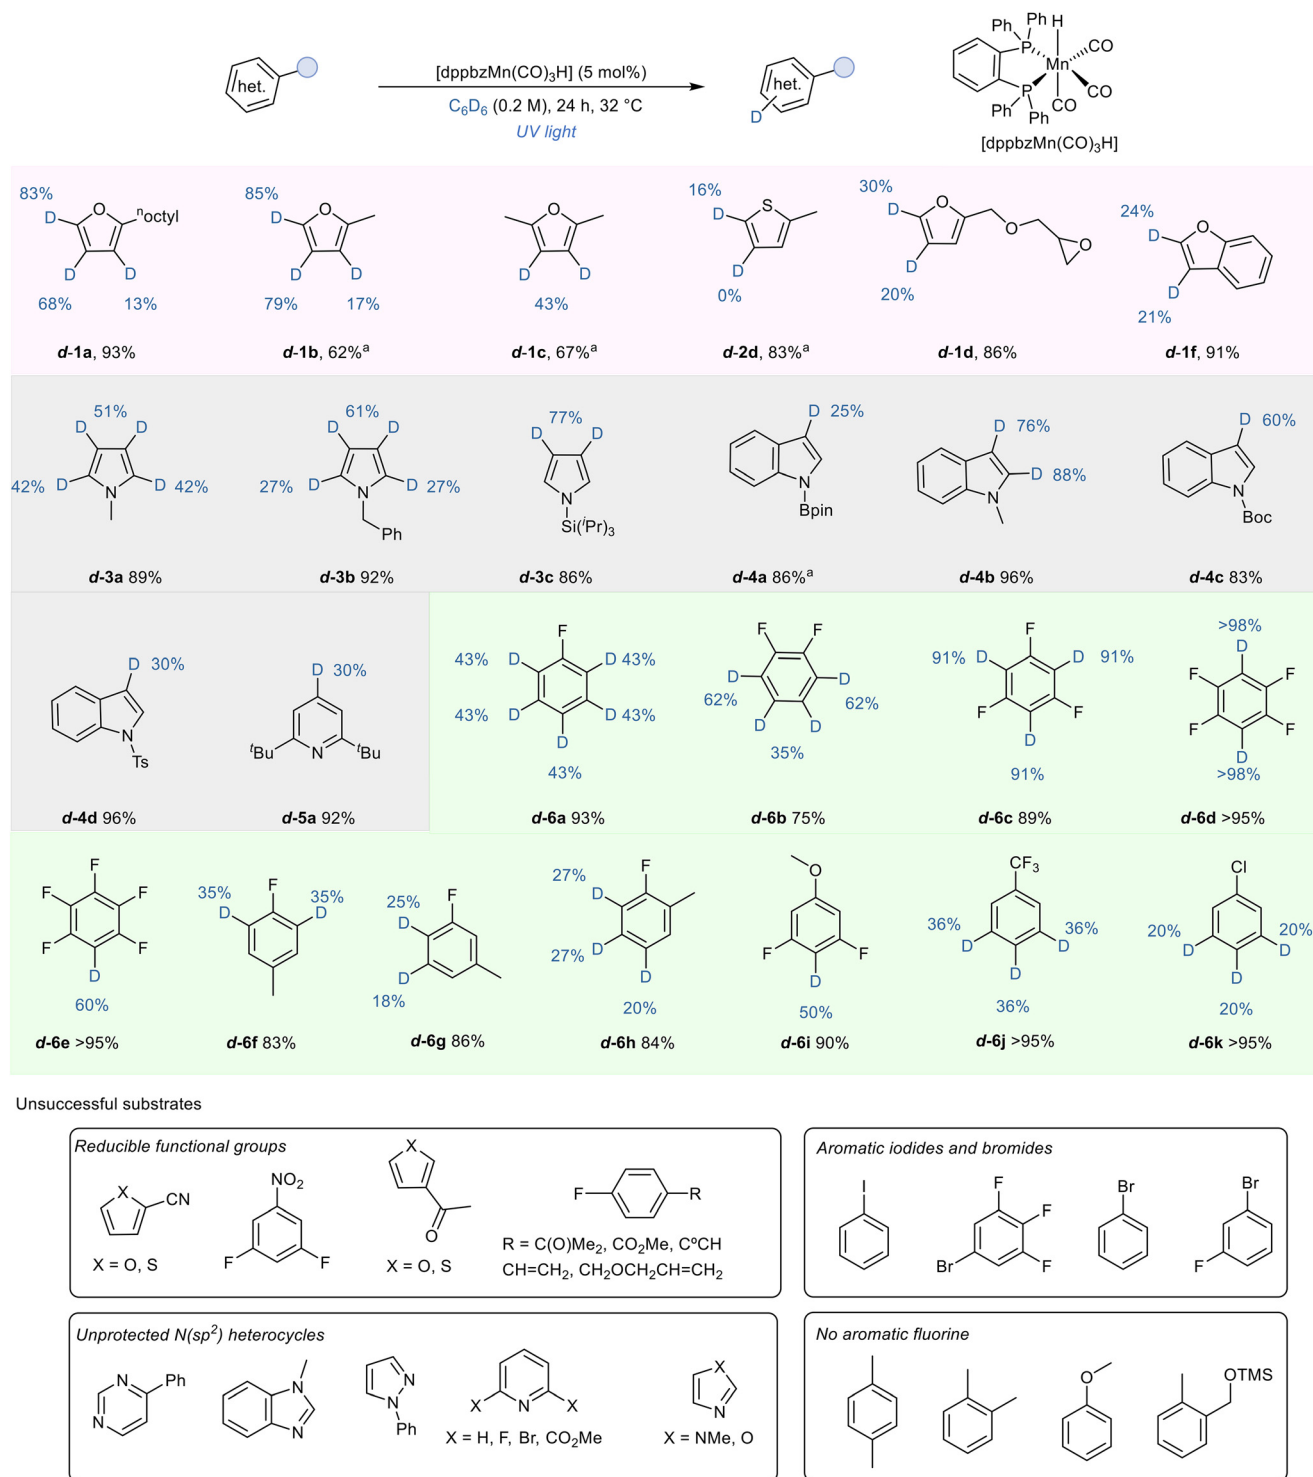 het.
[dppbzMn(CO)₃H] (5 mol%)
C₆D₆ (0.2 M), 24 h, 32 °C
UV light
het.
D
Ph Ph H
P CO
Mn
P CO CO
Ph Ph
[dppbzMn(CO)₃H]
83% D O ⁿoctyl D D 68% 13%
85% D O D D 79% 17%
O D D 43%
16% D S D 0%
30% D O O O D 20%
24% D O D 21%
d-1a, 93%
d-1b, 62%ᵃ
d-1c, 67%ᵃ
d-2d, 83%ᵃ
d-1d, 86%
d-1f, 91%
51% D D 42% D N D 42%
61% D D 27% D N D 27% Ph
77% D D N Si(ⁱPr)₃
D 25% N Bpin
D 76% D 88% N
D 60% N Boc
d-3a 89%
d-3b 92%
d-3c 86%
d-4a 86%ᵃ
d-4b 96%
d-4c 83%
D 30% N Ts
D 30% ᵗBu N ᵗBu
F 43% D D 43% 43% D D 43% D 43%
F F D D 62% 62% D D 35%
F 91% D D 91% F F D 91%
>98% D F F F F D >98%
d-4d 96%
d-5a 92%
d-6a 93%
d-6b 75%
d-6c 89%
d-6d >95%
F F F F F D 60%
35% F 35% D D
25% F D D 18%
27% F D 27% D D 20%
O F F D 50%
CF₃ 36% 36% D D D 36%
Cl 20% 20% D D D 20%
d-6e >95%
d-6f 83%
d-6g 86%
d-6h 84%
d-6i 90%
d-6j >95%
d-6k >95%
Unsuccessful substrates
Reducible functional groups
X CN
X = O, S
NO₂ F F
X O
X = O, S
F R
R = C(O)Me₂, CO₂Me, CºCH
CH=CH₂, CH₂OCH₂CH=CH₂
Aromatic iodides and bromides
I
F F Br F
Br
Br F
Unprotected N(sp²) heterocycles
N Ph N
N N
N N Ph
X N X
X = H, F, Br, CO₂Me
X N
X = NMe, O
No aromatic fluorine
O
OTMS